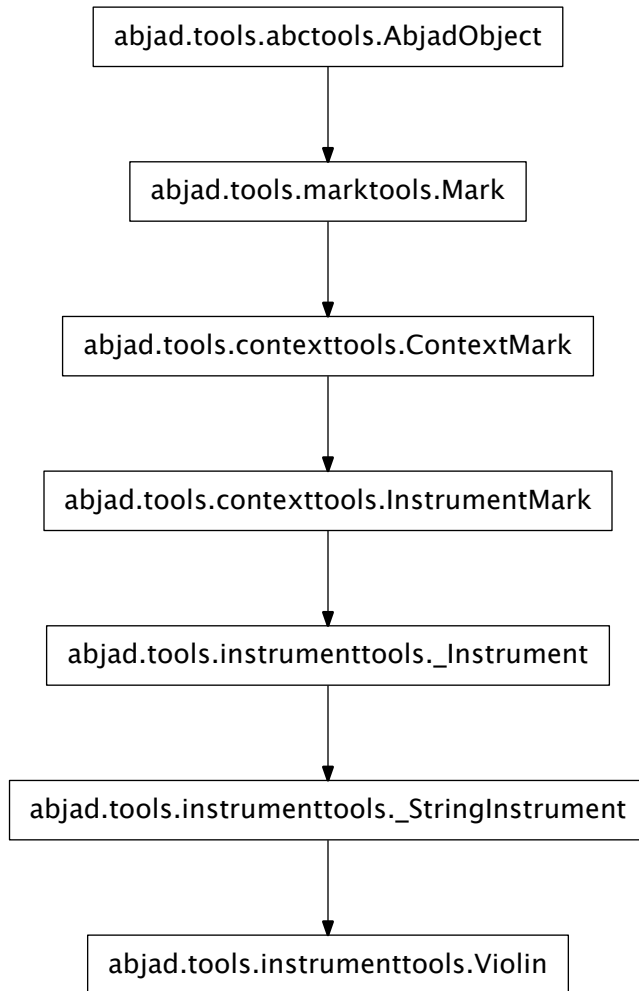 abjad.tools.abctools.AbjadObject
abjad.tools.marktools.Mark
abjad.tools.contexttools.ContextMark
abjad.tools.contexttools.InstrumentMark
abjad.tools.instrumenttools._Instrument
abjad.tools.instrumenttools._StringInstrument
abjad.tools.instrumenttools.Violin